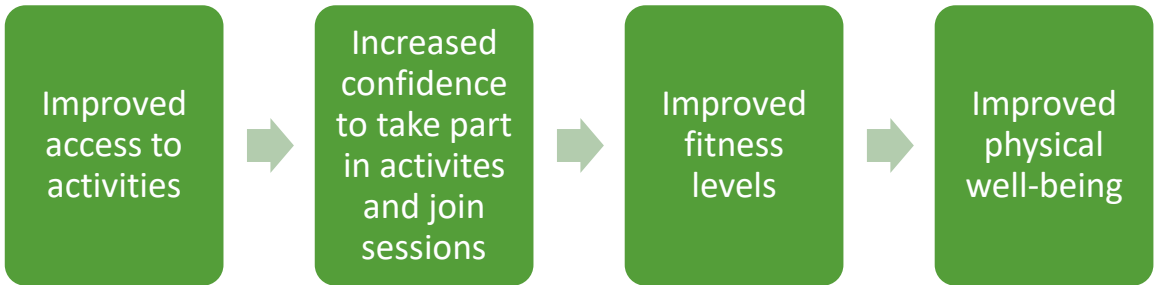 Improved
access to
activities
Increased
confidence
to take part
in activites
and join
sessions
Improved
fitness
levels
Improved
physical
well-being